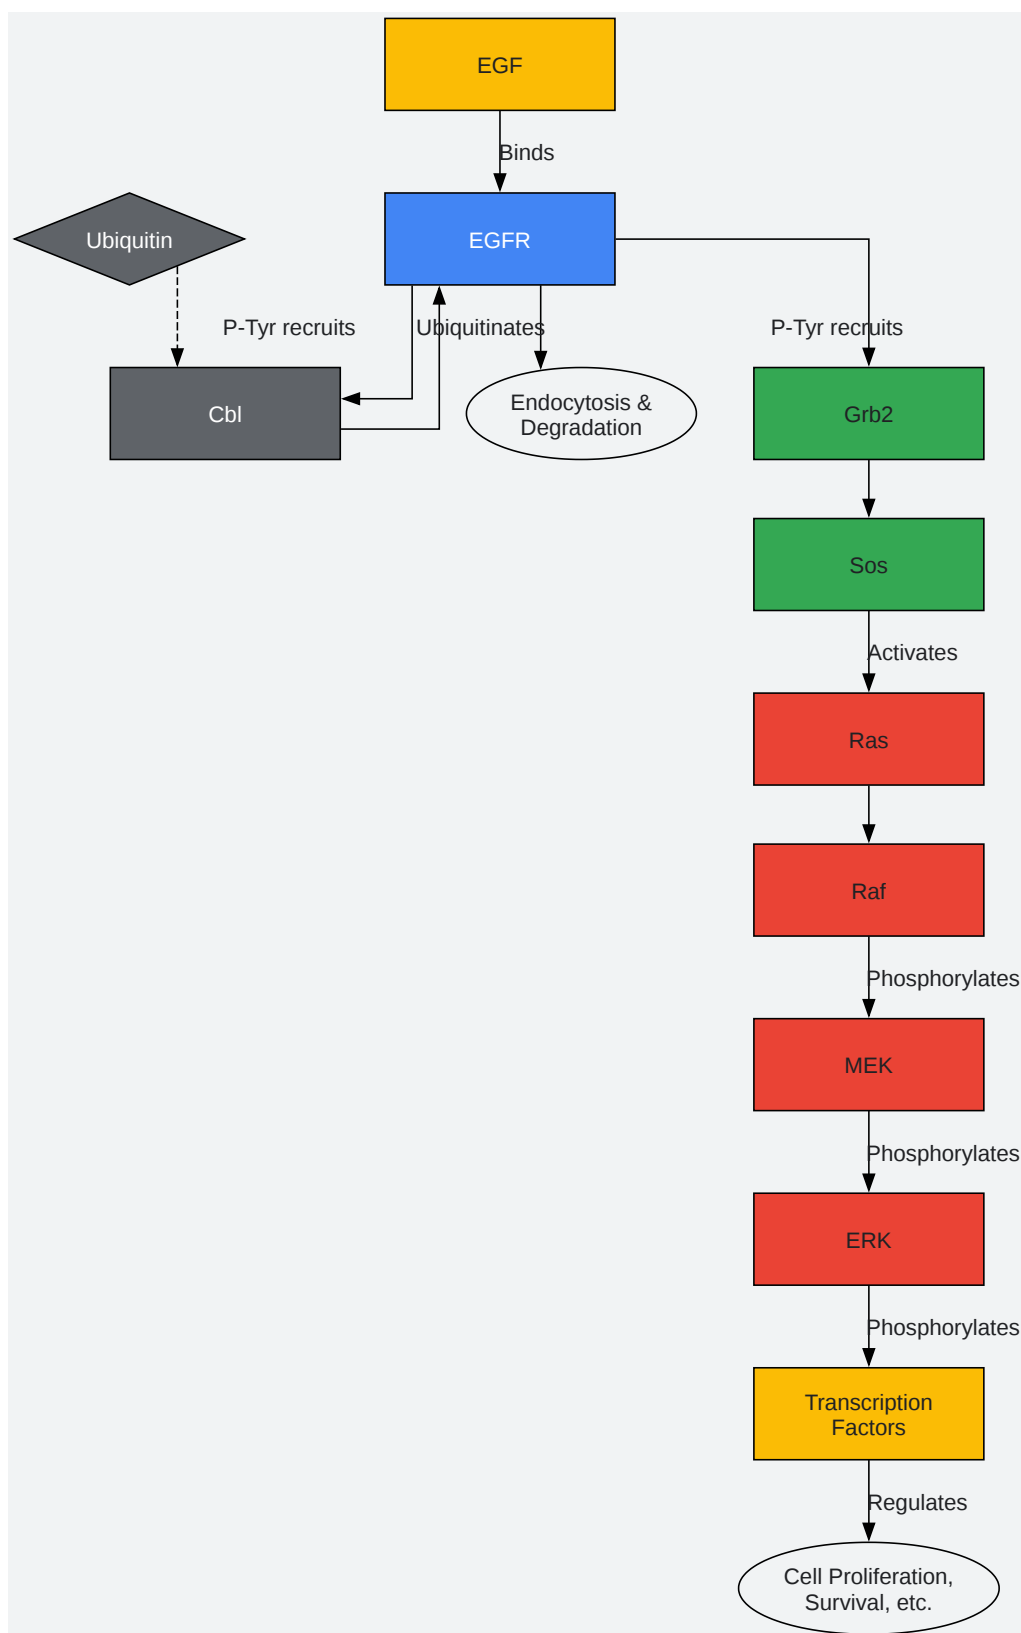 EGF
Binds
Ubiquitin
EGFR
P-Tyr recruits
Ubiquitinates
P-Tyr recruits
Cbl
Endocytosis &
Degradation
Grb2
Sos
Activates
Ras
Raf
Phosphorylates
MEK
Phosphorylates
ERK
Phosphorylates
Transcription
Factors
Regulates
Cell Proliferation,
Survival, etc.